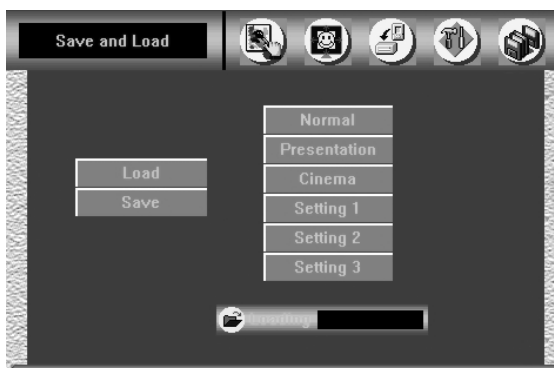 Save and Load
Load
Save
Normal
Presentation
Cinema
Setting 1
Setting 2
Setting 3